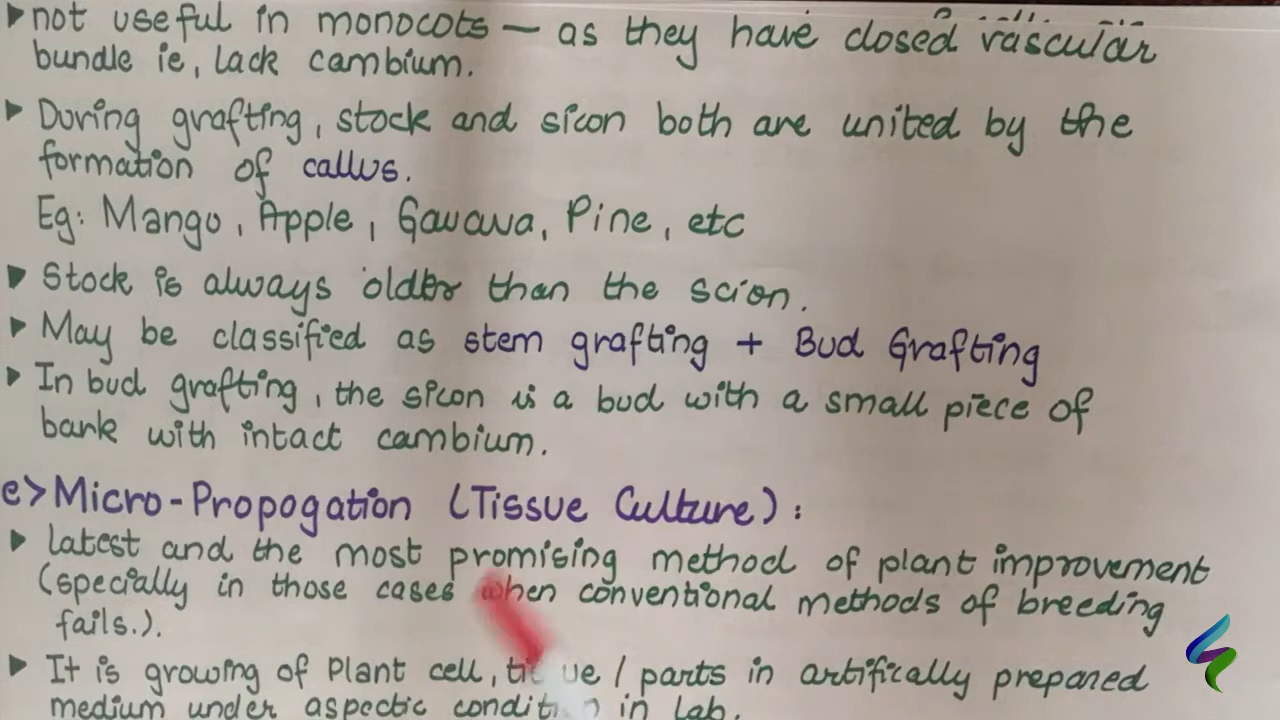 ▶ not useful in monocots — as they have closed vascular
bundle ie, lack cambium.
▶ During grafting, stock and sicon both are united by the
formation of callus.
Eg: Mango, Apple, Gauava, Pine, etc
▶ Stock is always older than the scion.
▶ May be classified as stem grafting + Bud Grafting
▶ In bud grafting, the sicon is a bud with a small piece of
bank with intact cambium.
e> Micro-Propogation (Tissue Culture):
▶ latest and the most promising method of plant improvement
(specially in those cases when conventional methods of breeding
fails.).
▶ It is growing of Plant cell, / parts in artifically prepared
medium under aspectic in lab.